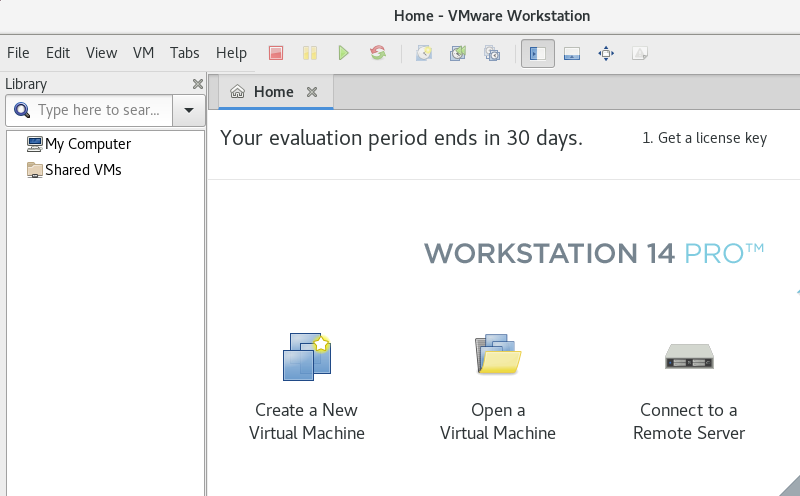 Home - VMware Workstation
File Edit View VM Tabs Help
Library
Type here to sear...
Home
My Computer
Shared VMs
Your evaluation period ends in 30 days.
1. Get a license key
WORKSTATION 14 PRO™
Create a New
Virtual Machine
Open a
Virtual Machine
Connect to a
Remote Server